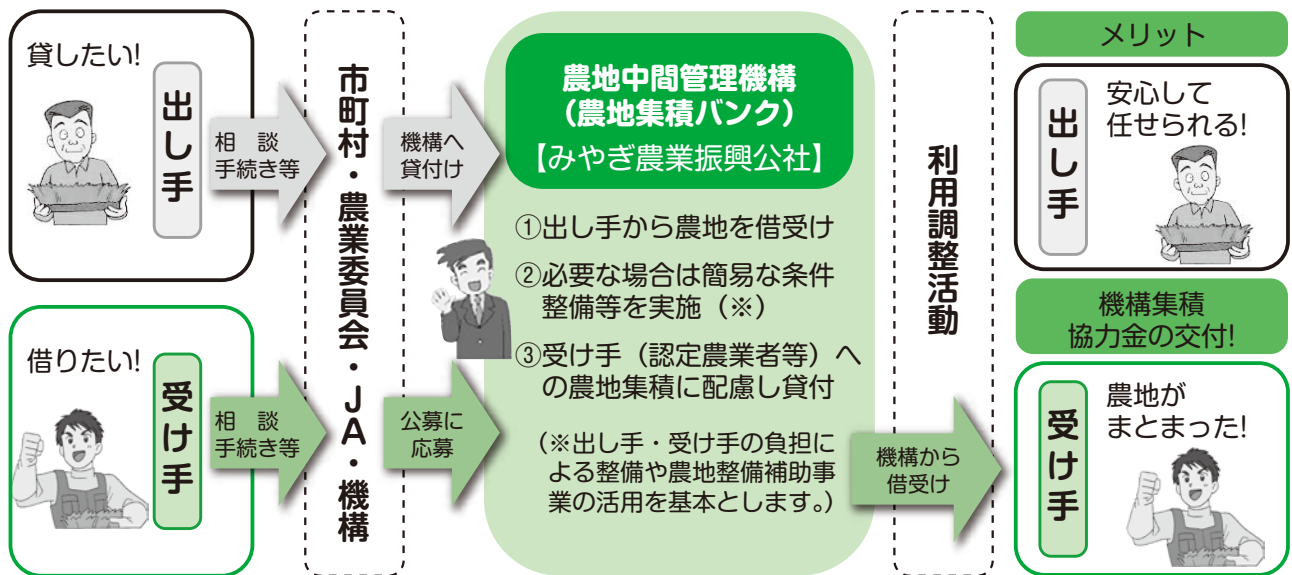 貸したい!
出し手
相　談
手続き等
借りたい!
受け手
相　談
手続き等
市町村・農業委員会・JA・機構
機構へ
貸付け
公募に
応募
農地中間管理機構
（農地集積バンク）
【みやぎ農業振興公社】
①出し手から農地を借受け
②必要な場合は簡易な条件
整備等を実施（※）
③受け手（認定農業者等）へ
の農地集積に配慮し貸付
（※出し手・受け手の負担に
よる整備や農地整備補助事
業の活用を基本とします。）
機構から
借受け
利用調整活動
メリット
出し手
安心して
任せられる!
機構集積
協力金の交付!
受け手
農地が
まとまった!